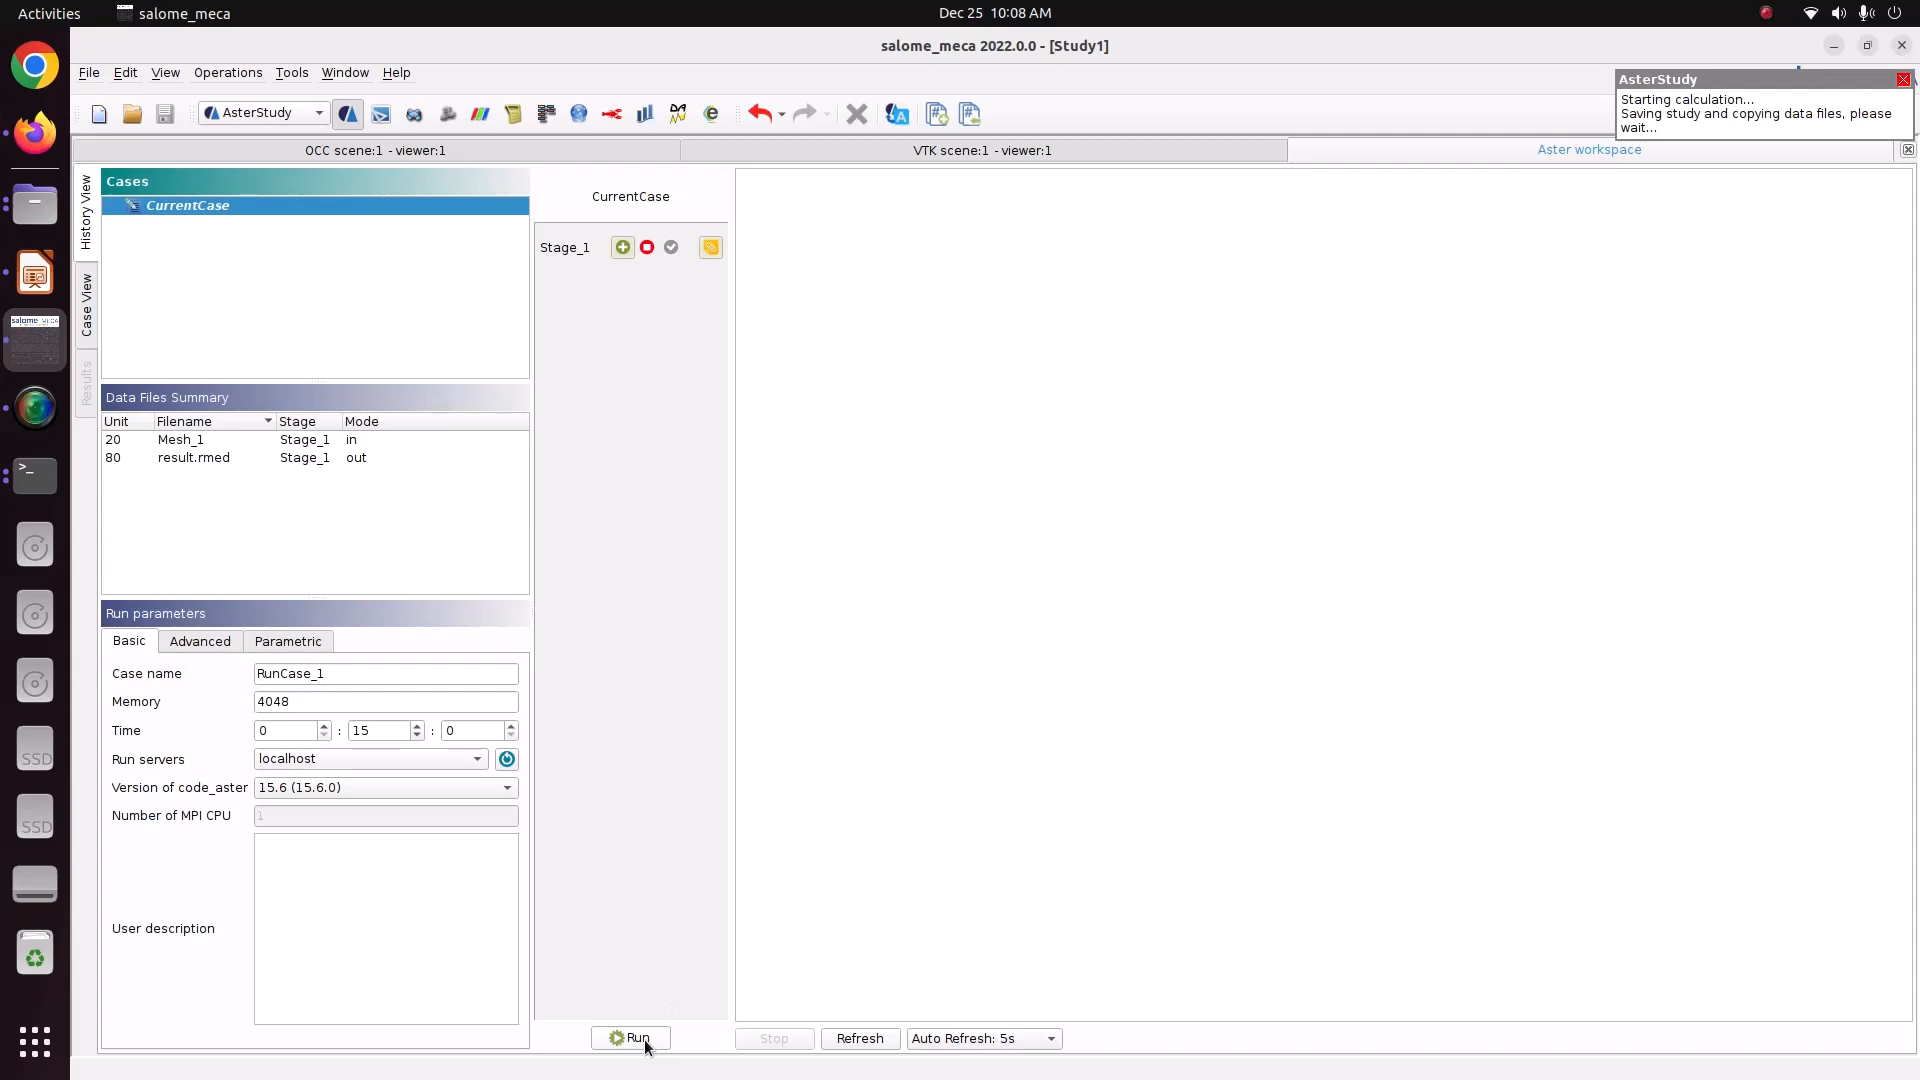 Activities
salome_meca
Dec 25 10:08 AM
salome_meca 2022.0.0 - [Study1]
File Edit View Operations Tools Window Help
AsterStudy
Starting calculation...
Saving study and copying data files, please
wait...
AsterStudy
OCC scene:1 - viewer:1
VTK scene:1 - viewer:1
Aster workspace
History View
Case View
Results
Cases
CurrentCase
CurrentCase
Stage_1
Data Files Summary
Unit Filename Stage Mode
20 Mesh_1 Stage_1 in
80 result.rmed Stage_1 out
Run parameters
Basic Advanced Parametric
Case name RunCase_1
Memory 4048
Time 0 : 15 : 0
Run servers localhost
Version of code_aster 15.6 (15.6.0)
Number of MPI CPU 1
User description
Run
Stop
Refresh
Auto Refresh: 5s
SSD
SSD